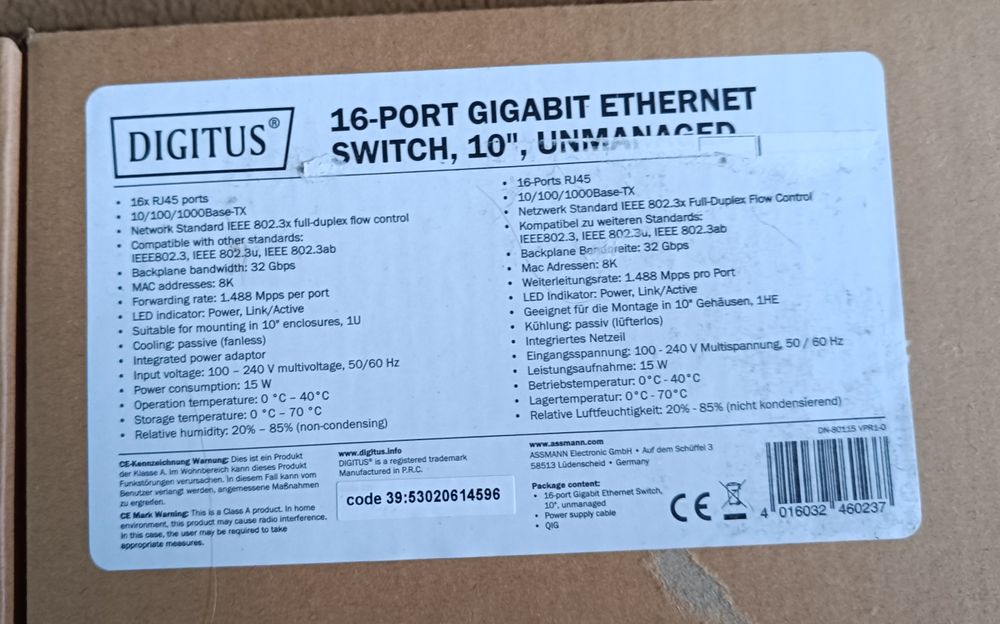 DIGITUS®
16-PORT GIGABIT ETHERNET
SWITCH, 10", UNMANAGED
• 16x RJ45 ports
• 10/100/1000Base-TX
• Network Standard IEEE 802.3x full-duplex flow control
• Compatible with other standards:
IEEE802.3, IEEE 802.3u, IEEE 802.3ab
• Backplane bandwidth: 32 Gbps
• MAC addresses: 8K
• Forwarding rate: 1.488 Mpps per port
• LED indicator: Power, Link/Active
• Suitable for mounting in 10" enclosures, 1U
• Cooling: passive (fanless)
• Integrated power adaptor
• Input voltage: 100 – 240 V multivoltage, 50/60 Hz
• Power consumption: 15 W
• Operation temperature: 0 °C – 40°C
• Storage temperature: 0 °C – 70 °C
• Relative humidity: 20% – 85% (non-condensing)
• 16-Ports RJ45
• 10/100/1000Base-TX
• Netzwerk Standard IEEE 802.3x Full-Duplex Flow Control
• Kompatibel zu weiteren Standards:
IEEE802.3, IEEE 802.3u, IEEE 802.3ab
• Backplane Bandbreite: 32 Gbps
• Mac Adressen: 8K
• Weiterleitungsrate: 1.488 Mpps pro Port
• LED Indikator: Power, Link/Active
• Geeignet für die Montage in 10" Gehäusen, 1HE
• Kühlung: passiv (lüfterlos)
• Integriertes Netzeil
• Eingangsspannung: 100 - 240 V Multispannung, 50 / 60 Hz
• Leistungsaufnahme: 15 W
• Betriebstemperatur: 0°C - 40°C
• Lagertemperatur: 0°C - 70°C
• Relative Luftfeuchtigkeit: 20% - 85% (nicht kondensierend)
CE-Kennzeichnung Warnung: Dies ist ein Produkt
der Klasse A. Im Wohnbereich kann dieses Produkt
Funkstörungen verursachen. In diesem Fall kann vom
Benutzer verlangt werden, angemessene Maßnahmen
zu ergreifen.
CE Mark Warning: This is a Class A product. In home
environment, this product may cause radio interference.
In this case, the user may be required to take
appropriate measures.
www.digitus.info
DIGITUS® is a registered trademark
Manufactured in P.R.C.
code 39:53020614596
www.assmann.com
ASSMANN Electronic GmbH • Auf dem Schüffel 3
58513 Lüdenscheid • Germany
Package content:
• 16-port Gigabit Ethernet Switch,
10", unmanaged
• Power supply cable
• QIG
CE
DN-80115 VPR1-0
4 016032 460237